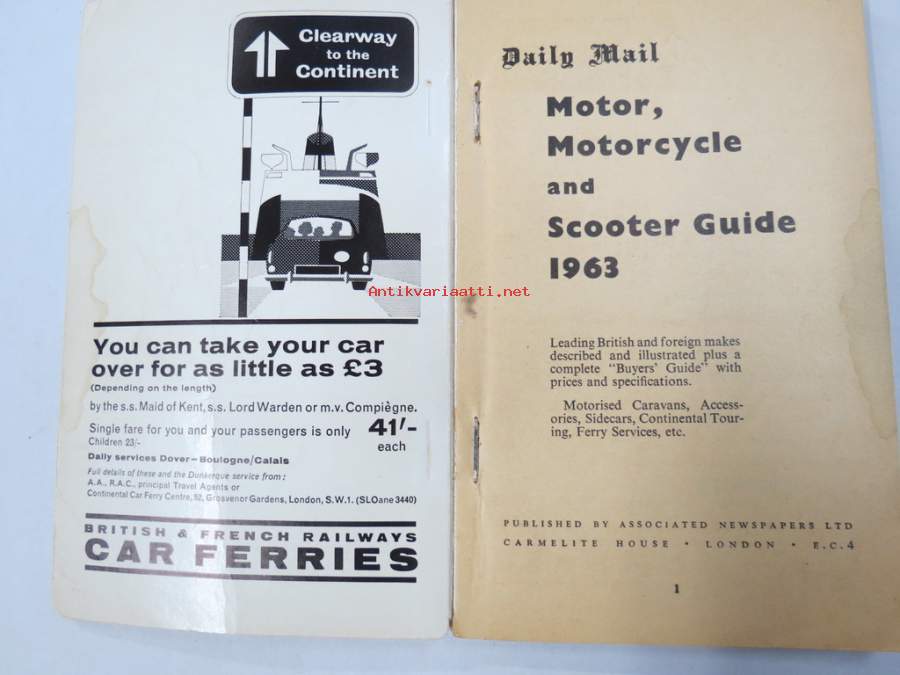 Clearway
to the
Continent
You can take your car
over for as little as £3
(Depending on the length)
by the s.s. Maid of Kent, s.s. Lord Warden or m.v. Compiègne.
Single fare for you and your passengers is only 41/- each
Children 23/-
Daily services Dover—Boulogne/Calais
Full details of these and the Dunkerque service from:
A.A., R.A.C., principal Travel Agents or
Continental Car Ferry Centre, 52, Grosvenor Gardens, London, S.W.1. (SLOane 3440)
BRITISH & FRENCH RAILWAYS
CAR FERRIES
Daily Mail
Motor,
Motorcycle
and
Scooter Guide
1963
Leading British and foreign makes
described and illustrated plus a
complete "Buyers' Guide" with
prices and specifications.
Motorised Caravans, Access-
ories, Sidecars, Continental Tour-
ing, Ferry Services, etc.
PUBLISHED BY ASSOCIATED NEWSPAPERS LTD
CARMELITE HOUSE · LONDON · E.C.4
1
Antikvariaatti.net